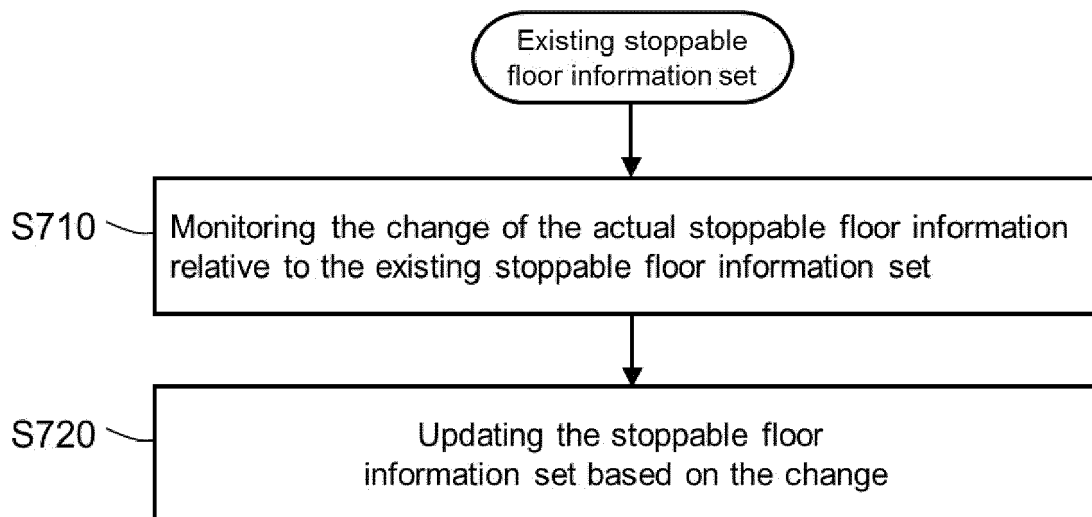 Existing stoppable
floor information set
S710
Monitoring the change of the actual stoppable floor information
relative to the existing stoppable floor information set
S720
Updating the stoppable floor
information set based on the change